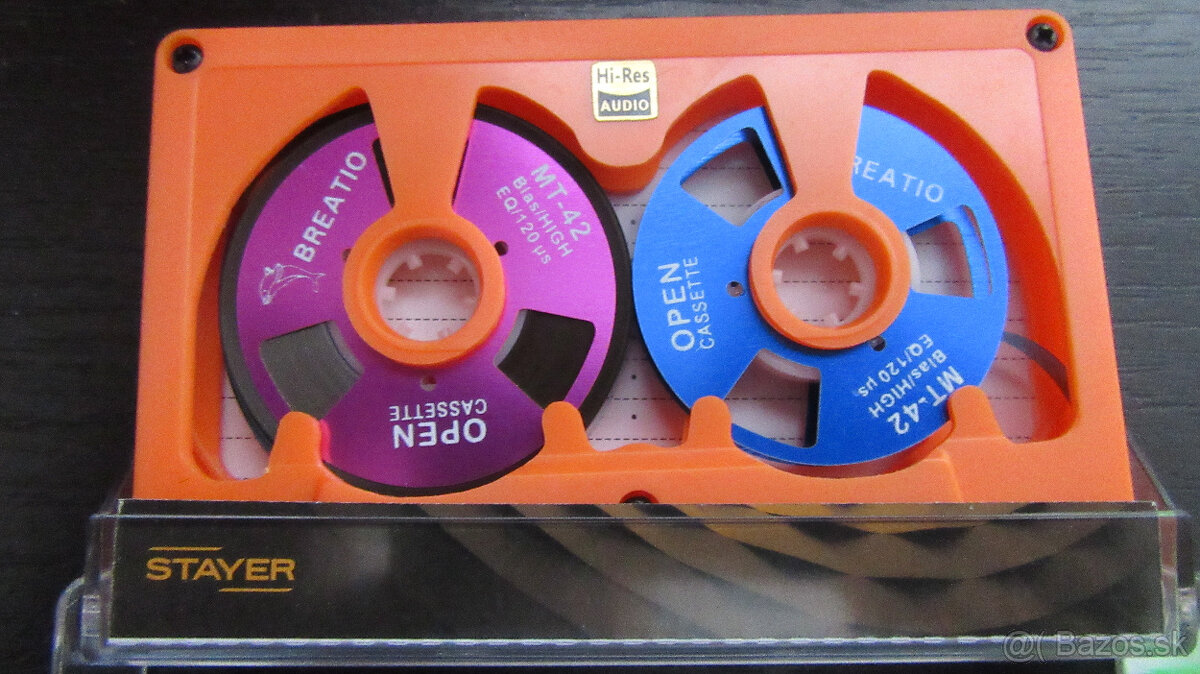 Hi-Res
AUDIO
BREATIO
MT-42
Bias/HIGH
EQ/120 μs
OPEN
CASSETTE
REATIO
OPEN
CASSETTE
MT-42
Bias/HIGH
EQ/120 μs.
STAYER
@( Bazos.sk